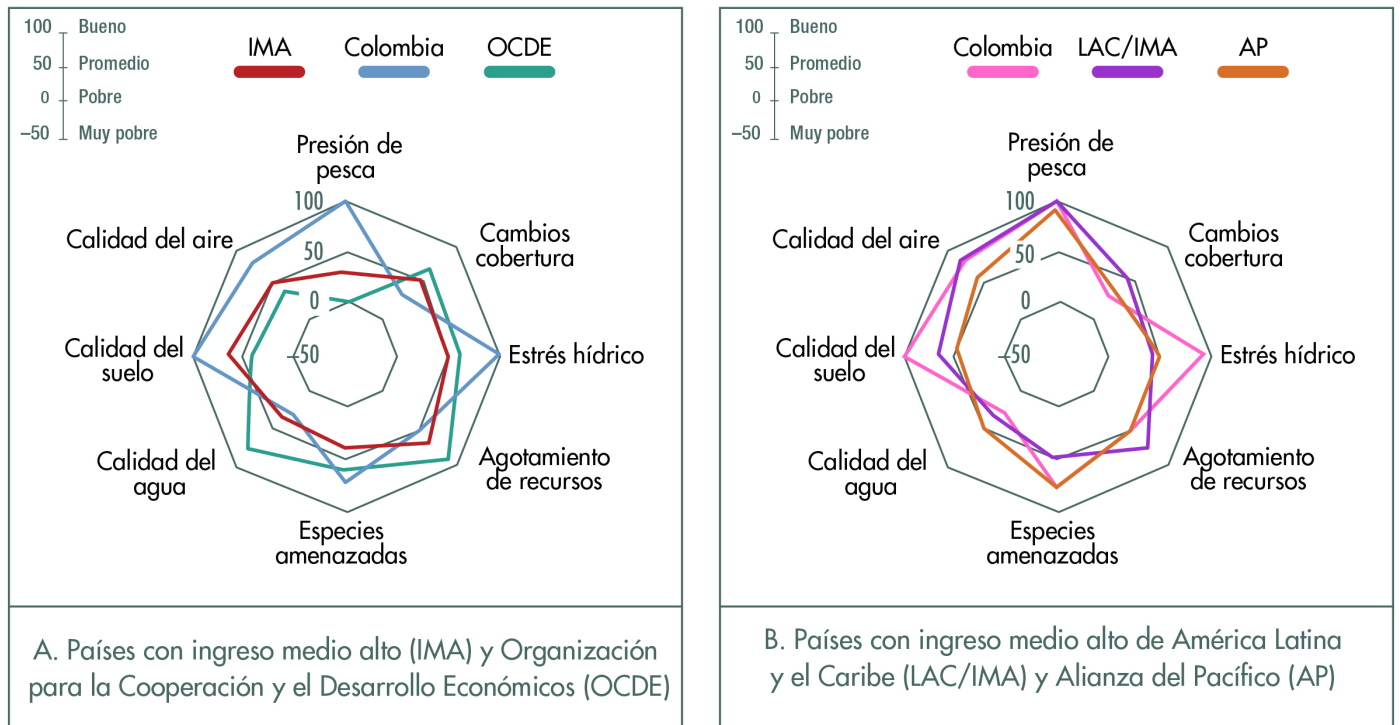 100 Bueno
50 Promedio
0 Pobre
–50 Muy pobre
IMA Colombia OCDE
Presión de
pesca
100
50
0
–50
Cambios
cobertura
Estrés hídrico
Agotamiento
de recursos
Especies
amenazadas
Calidad del
agua
Calidad del
suelo
Calidad del aire
A. Países con ingreso medio alto (IMA) y Organización
para la Cooperación y el Desarrollo Económicos (OCDE)
100 Bueno
50 Promedio
0 Pobre
–50 Muy pobre
Colombia LAC/IMA AP
Presión de
pesca
100
50
0
–50
Cambios
cobertura
Estrés hídrico
Agotamiento
de recursos
Especies
amenazadas
Calidad del
agua
Calidad del
suelo
Calidad del aire
B. Países con ingreso medio alto de América Latina
y el Caribe (LAC/IMA) y Alianza del Pacífico (AP)